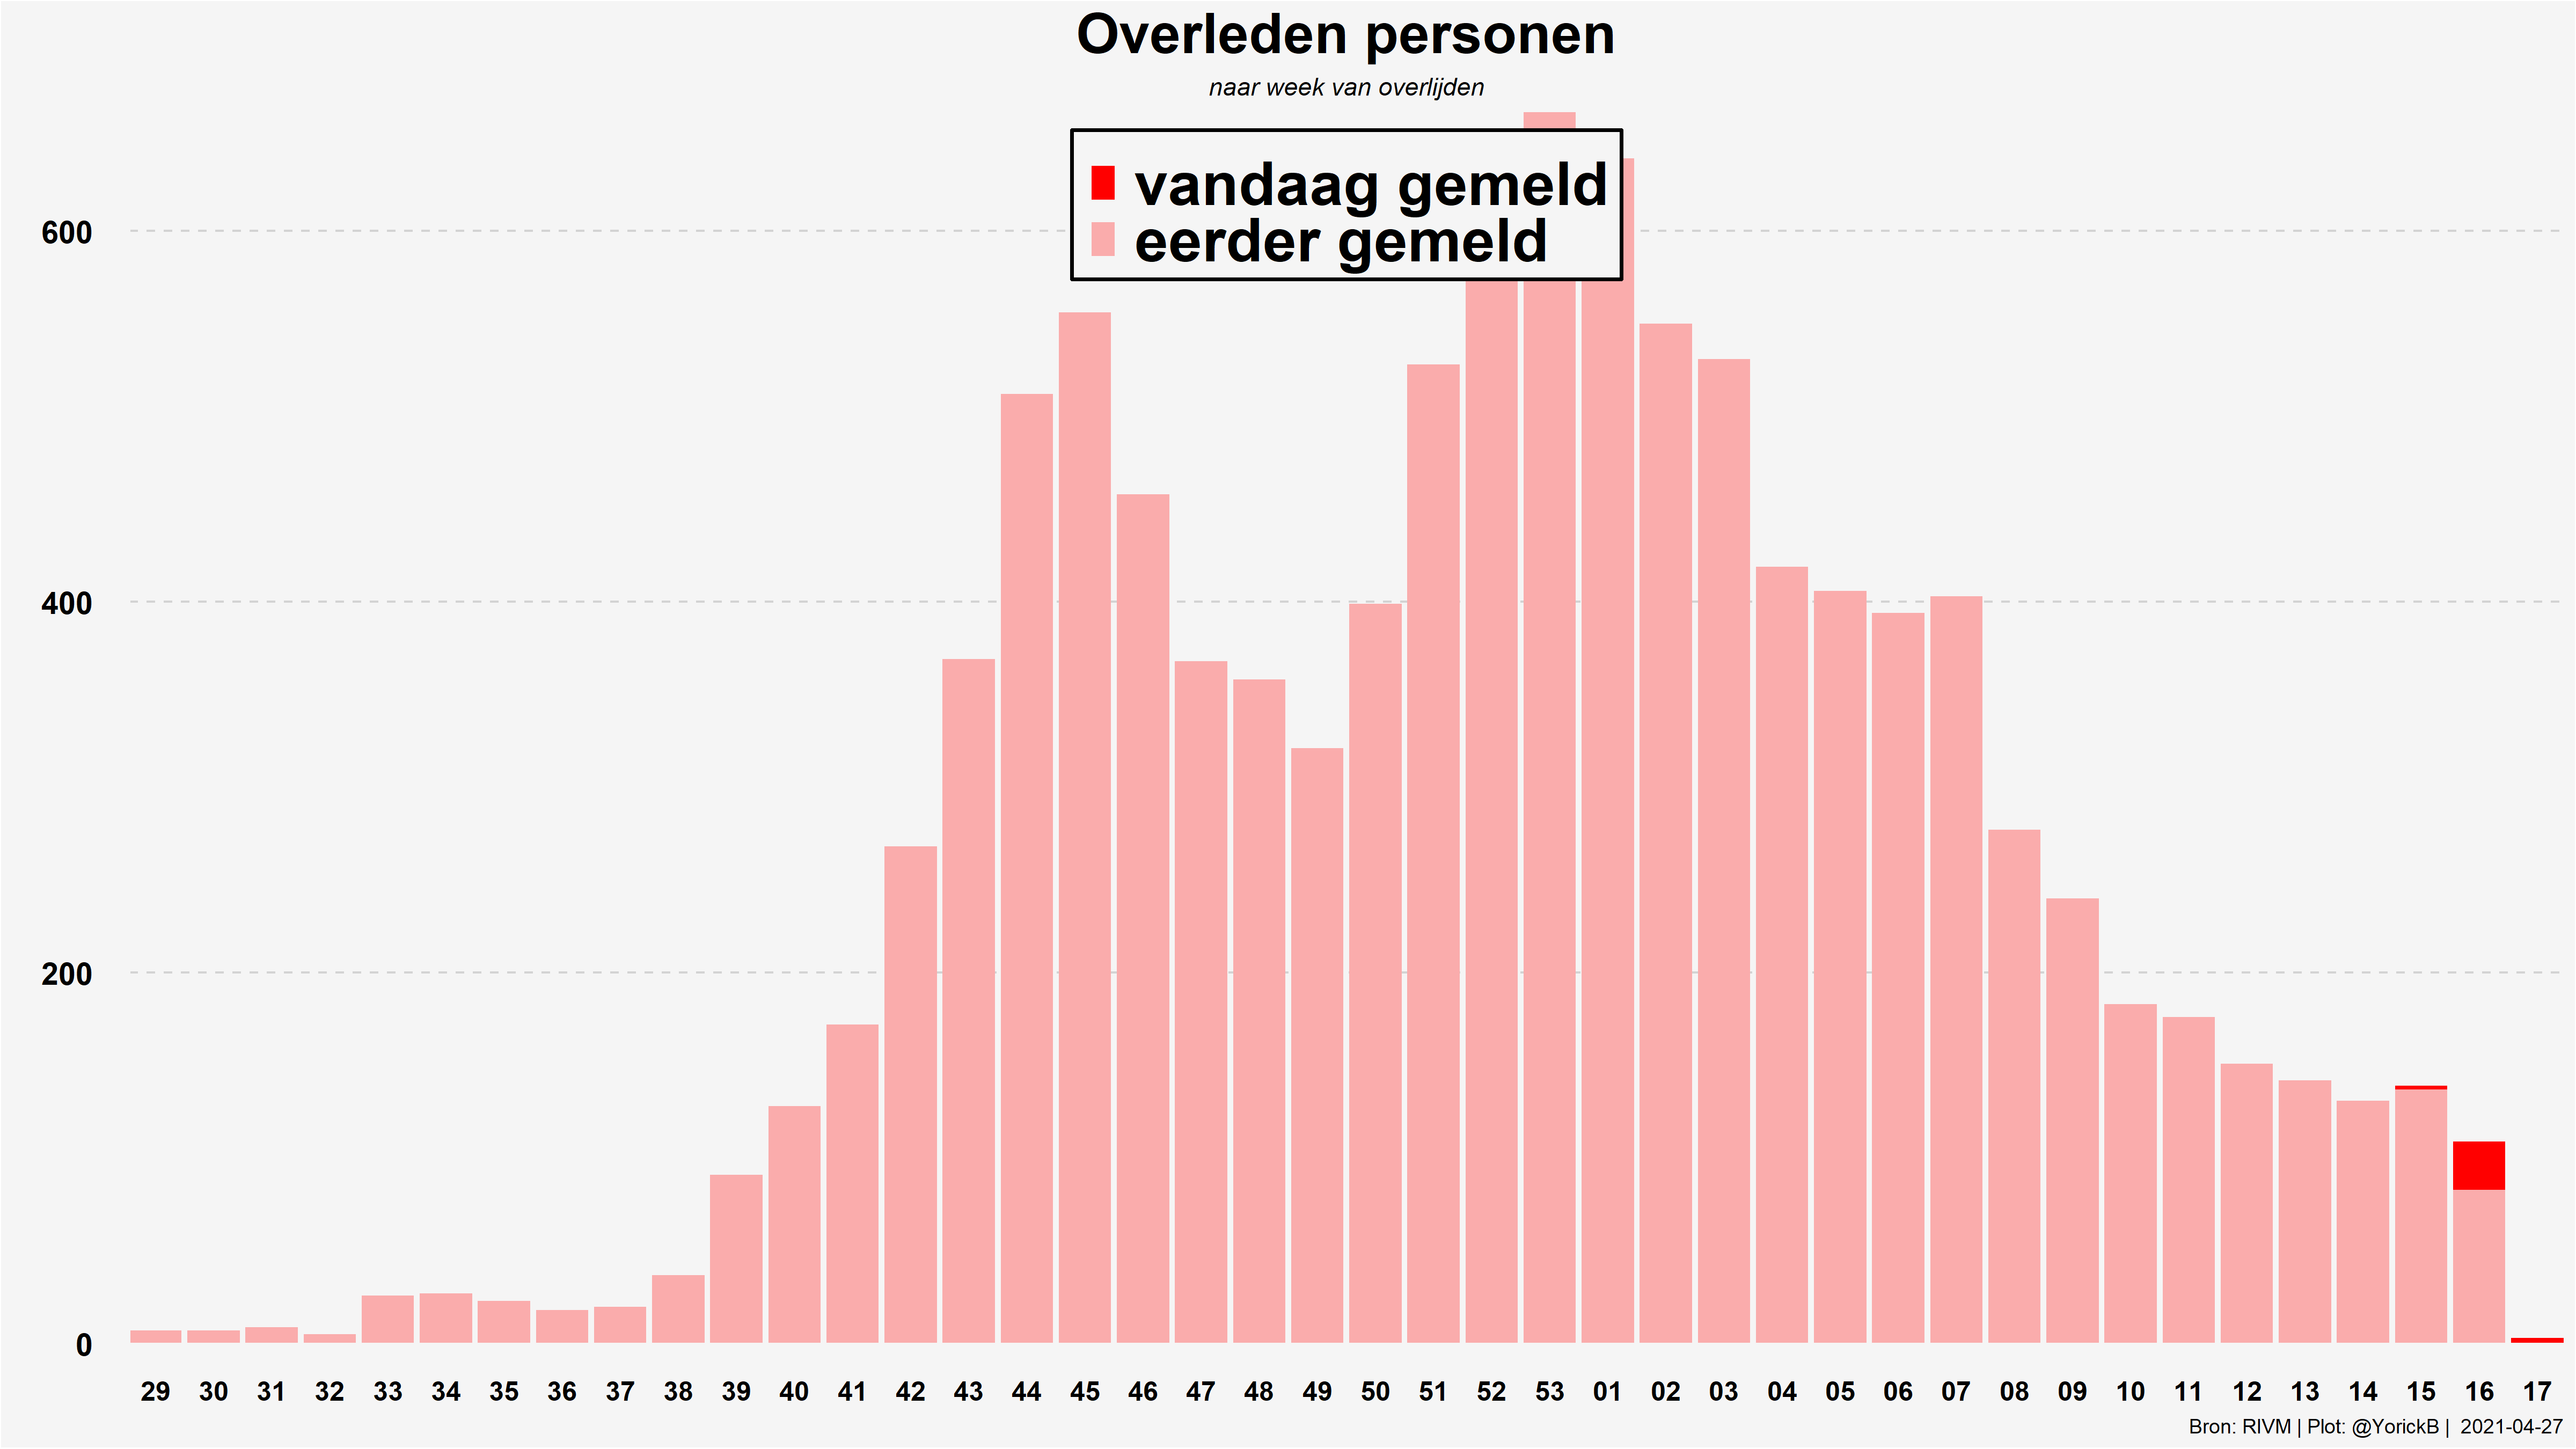 Overleden personen
naar week van overlijden
vandaag gemeld
eerder gemeld
600
400
200
0
29 30 31 32 33 34 35 36 37 38 39 40 41 42 43 44 45 46 47 48 49 50 51 52 53 01 02 03 04 05 06 07 08 09 10 11 12 13 14 15 16 17
Bron: RIVM | Plot: @YorickB | 2021-04-27